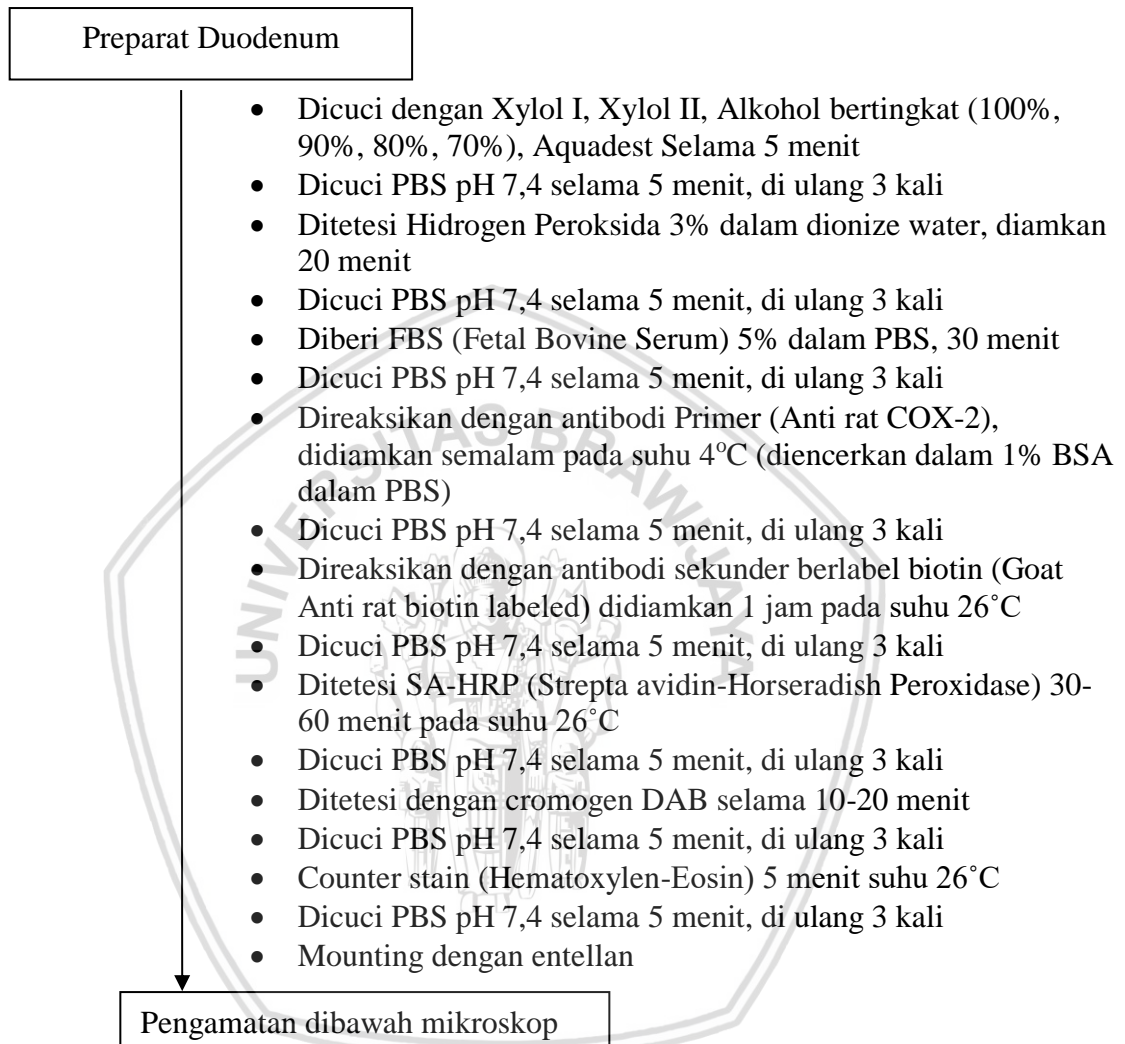 Preparat Duodenum
• Dicuci dengan Xylol I, Xylol II, Alkohol bertingkat (100%,
90%, 80%, 70%), Aquadest Selama 5 menit
• Dicuci PBS pH 7,4 selama 5 menit, di ulang 3 kali
• Ditetesi Hidrogen Peroksida 3% dalam dionize water, diamkan
20 menit
• Dicuci PBS pH 7,4 selama 5 menit, di ulang 3 kali
• Diberi FBS (Fetal Bovine Serum) 5% dalam PBS, 30 menit
• Dicuci PBS pH 7,4 selama 5 menit, di ulang 3 kali
• Direaksikan dengan antibodi Primer (Anti rat COX-2),
didiamkan semalam pada suhu 4°C (diencerkan dalam 1% BSA
dalam PBS)
• Dicuci PBS pH 7,4 selama 5 menit, di ulang 3 kali
• Direaksikan dengan antibodi sekunder berlabel biotin (Goat
Anti rat biotin labeled) didiamkan 1 jam pada suhu 26˚C
• Dicuci PBS pH 7,4 selama 5 menit, di ulang 3 kali
• Ditetesi SA-HRP (Strepta avidin-Horseradish Peroxidase) 30-
60 menit pada suhu 26˚C
• Dicuci PBS pH 7,4 selama 5 menit, di ulang 3 kali
• Ditetesi dengan cromogen DAB selama 10-20 menit
• Dicuci PBS pH 7,4 selama 5 menit, di ulang 3 kali
• Counter stain (Hematoxylen-Eosin) 5 menit suhu 26˚C
• Dicuci PBS pH 7,4 selama 5 menit, di ulang 3 kali
• Mounting dengan entellan
Pengamatan dibawah mikroskop
UNIVERSITAS BRAWIJAYA